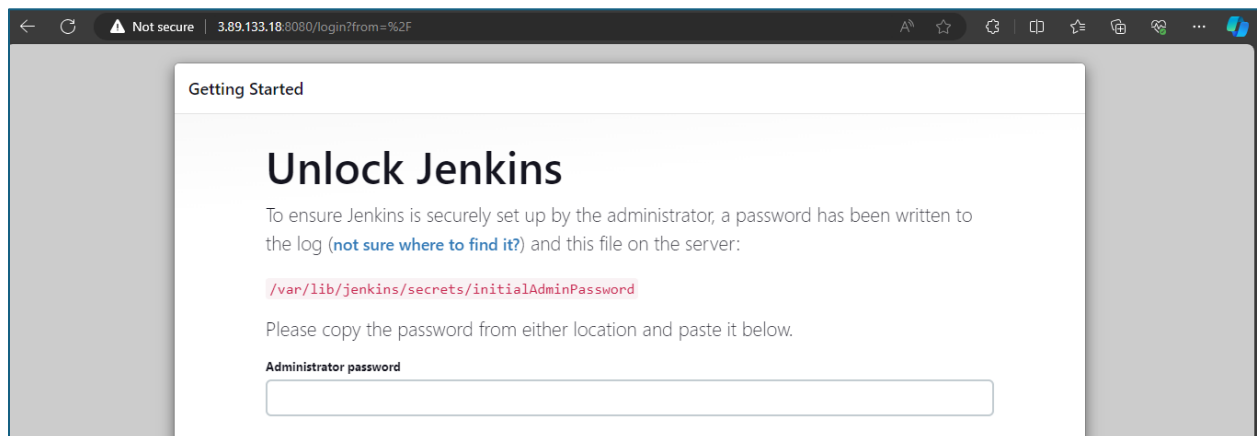 Not secure 3.89.133.18:8080/login?from=%2F
Getting Started
Unlock Jenkins
To ensure Jenkins is securely set up by the administrator, a password has been written to
the log (not sure where to find it?) and this file on the server:
/var/lib/jenkins/secrets/initialAdminPassword
Please copy the password from either location and paste it below.
Administrator password